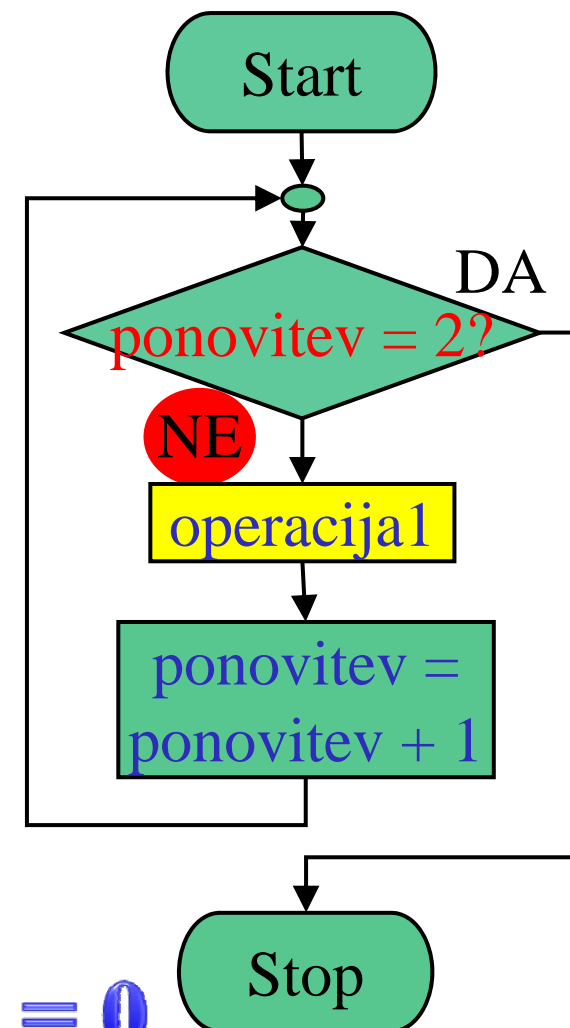 Start
DA
ponovitev = 2?
NE
operacija1
ponovitev =
ponovitev + 1
Stop
= 0